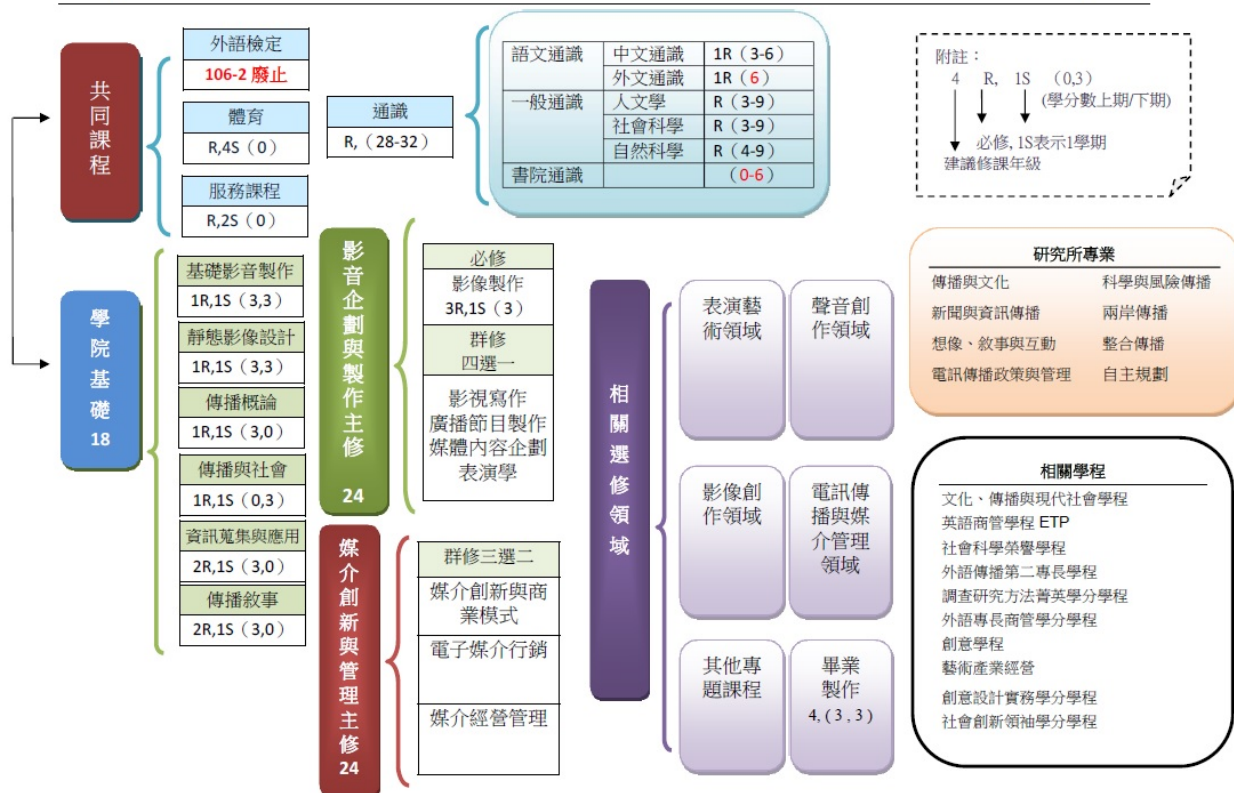 共同課程
外語檢定
106-2 廢止
體育
R,4S（0）
服務課程
R,2S（0）
通識
R,（28-32）
語文通識 中文通識 1R（3-6）
外文通識 1R（6）
一般通識 人文學 R（3-9）
社會科學 R（3-9）
自然科學 R（4-9）
書院通識 （0-6）
附註：
4 R, 1S （0,3）
(學分數上期/下期)
必修, 1S表示1學期
建議修課年級
學院基礎
18
基礎影音製作
1R,1S（3,3）
靜態影像設計
1R,1S（3,3）
傳播概論
1R,1S（3,0）
傳播與社會
1R,1S（0,3）
資訊蒐集與應用
2R,1S（3,0）
傳播敘事
2R,1S（3,0）
影音企劃與製作主修
24
必修
影像製作
3R,1S（3）
群修
四選一
影視寫作
廣播節目製作
媒體內容企劃
表演學
媒介創新與管理主修
24
群修三選二
媒介創新與商
業模式
電子媒介行銷
媒介經營管理
相關選修領域
表演藝
術領域
聲音創
作領域
影像創
作領域
電訊傳
播與媒
介管理
領域
其他專
題課程
畢業
製作
4,(3,3)
研究所專業
傳播與文化 科學與風險傳播
新聞與資訊傳播 兩岸傳播
想像、敘事與互動 整合傳播
電訊傳播政策與管理 自主規劃
相關學程
文化、傳播與現代社會學程
英語商管學程 ETP
社會科學榮譽學程
外語傳播第二專長學程
調查研究方法菁英學分學程
外語專長商管學分學程
創意學程
藝術產業經營
創意設計實務學分學程
社會創新領袖學分學程